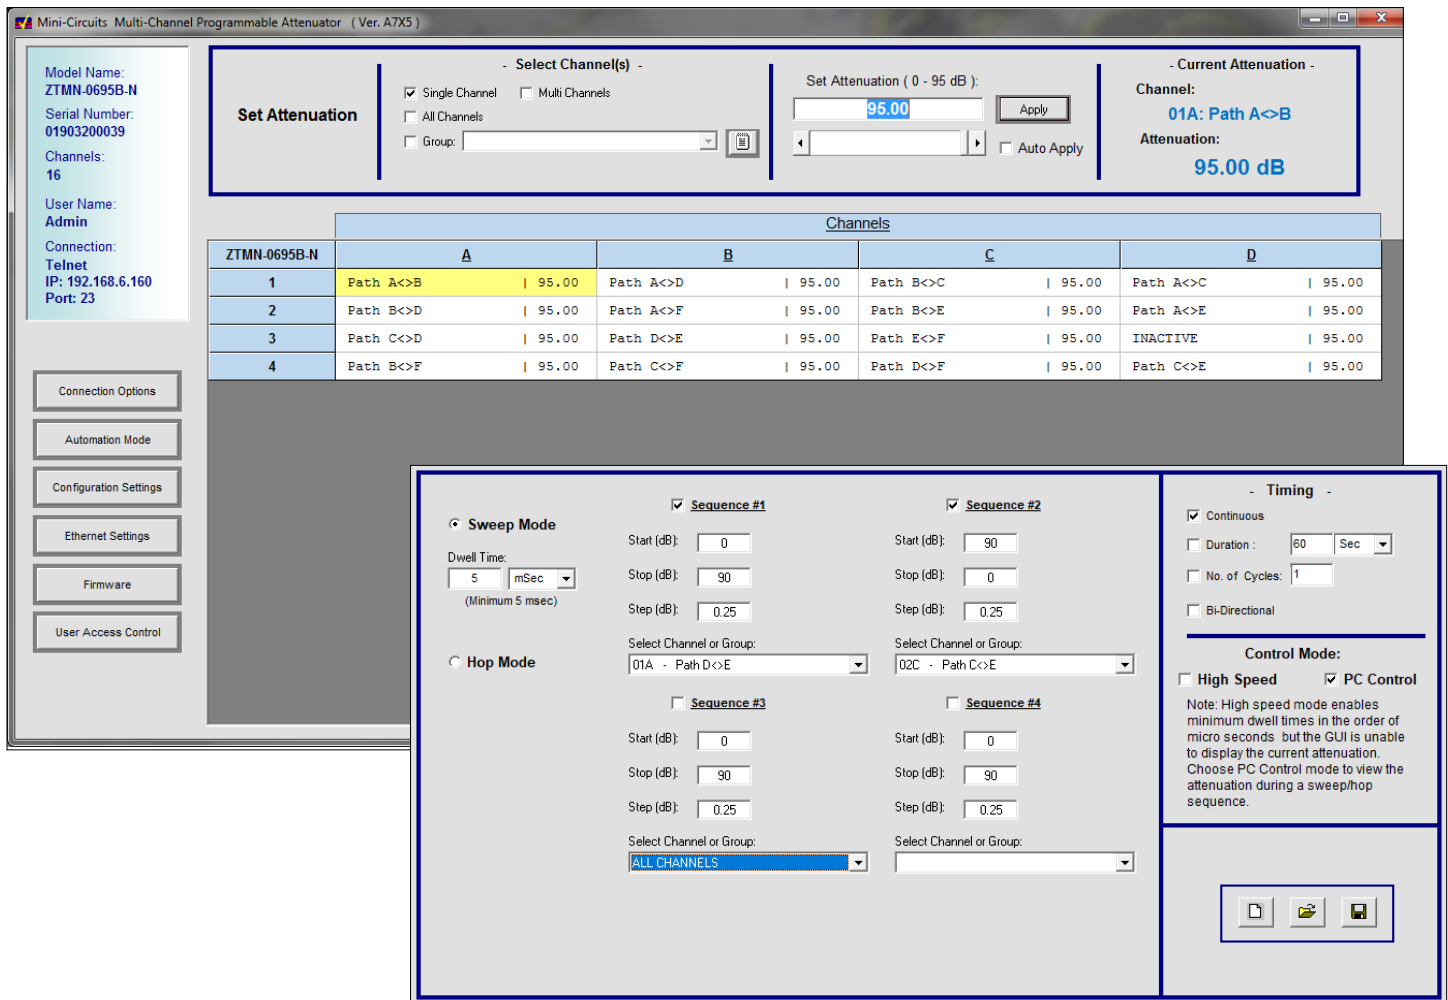 Mini-Circuits Multi-Channel Programmable Attenuator ( Ver. A7X5 )
Model Name:
ZTMN-0695B-N
Serial Number:
01903200039
Channels:
16
User Name:
Admin
Connection:
Telnet
IP: 192.168.6.160
Port: 23
Set Attenuation
- Select Channel(s) -
Single Channel Multi Channels
All Channels
Group:
Set Attenuation ( 0 - 95 dB ):
95.00 Apply
Auto Apply
- Current Attenuation -
Channel:
01A: Path A<>B
Attenuation:
95.00 dB
Channels
ZTMN-0695B-N A B C D
1 Path A<>B | 95.00 Path A<>D | 95.00 Path B<>C | 95.00 Path A<>C | 95.00
2 Path B<>D | 95.00 Path A<>F | 95.00 Path B<>E | 95.00 Path A<>E | 95.00
3 Path C<>D | 95.00 Path D<>E | 95.00 Path E<>F | 95.00 INACTIVE | 95.00
4 Path B<>F | 95.00 Path C<>F | 95.00 Path D<>F | 95.00 Path C<>E | 95.00
Connection Options
Automation Mode
Configuration Settings
Ethernet Settings
Firmware
User Access Control
Sweep Mode
Dwell Time:
5 mSec
(Minimum 5 msec)
Hop Mode
Sequence #1
Start (dB): 0
Stop (dB): 90
Step (dB): 0.25
Select Channel or Group:
01A - Path D<>E
Sequence #2
Start (dB): 90
Stop (dB): 0
Step (dB): 0.25
Select Channel or Group:
02C - Path C<>E
Sequence #3
Start (dB): 0
Stop (dB): 90
Step (dB): 0.25
Select Channel or Group:
ALL CHANNELS
Sequence #4
Start (dB): 0
Stop (dB): 90
Step (dB): 0.25
Select Channel or Group:
- Timing -
Continuous
Duration : 60 Sec
No. of Cycles: 1
Bi-Directional
Control Mode:
High Speed PC Control
Note: High speed mode enables
minimum dwell times in the order of
micro seconds but the GUI is unable
to display the current attenuation.
Choose PC Control mode to view the
attenuation during a sweep/hop
sequence.